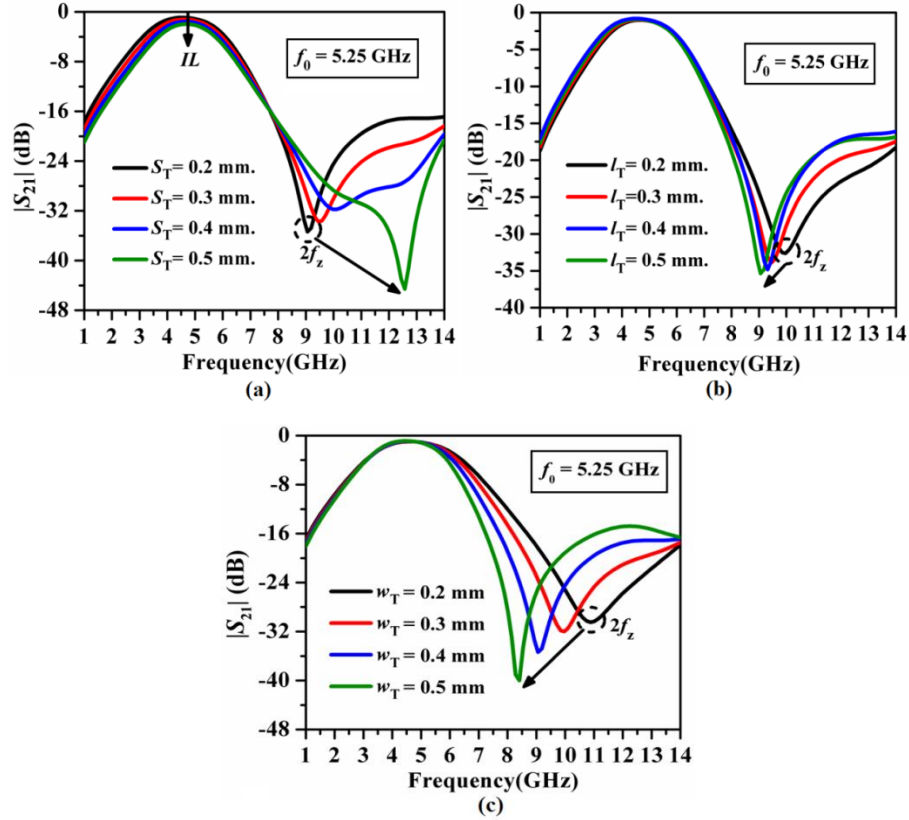 0
-8
-16
-24
-32
-40
-48
|S21| (dB)
IL
f0 = 5.25 GHz
ST= 0.2 mm.
ST= 0.3 mm.
ST= 0.4 mm.
ST= 0.5 mm.
2fz
1 2 3 4 5 6 7 8 9 10 11 12 13 14
Frequency(GHz)
(a)
0
-5
-10
-15
-20
-25
-30
-35
-40
|S21| (dB)
f0 = 5.25 GHz
lT= 0.2 mm.
lT=0.3 mm.
lT= 0.4 mm.
lT= 0.5 mm.
2fz
1 2 3 4 5 6 7 8 9 10 11 12 13 14
Frequency(GHz)
(b)
0
-8
-16
-24
-32
-40
-48
|S21| (dB)
f0 = 5.25 GHz
wT = 0.2 mm
wT = 0.3 mm
wT = 0.4 mm
wT = 0.5 mm
2fz
1 2 3 4 5 6 7 8 9 10 11 12 13 14
Frequency(GHz)
(c)